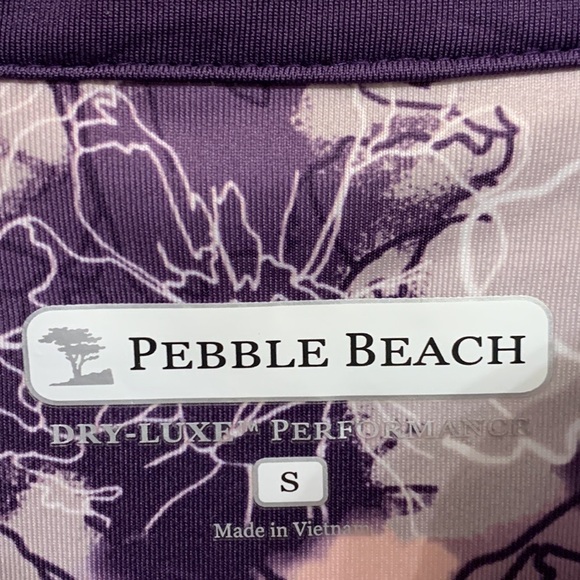 PEBBLE BEACH
DRY-LUXE™ PERFORMANCE
S
Made in Vietnam